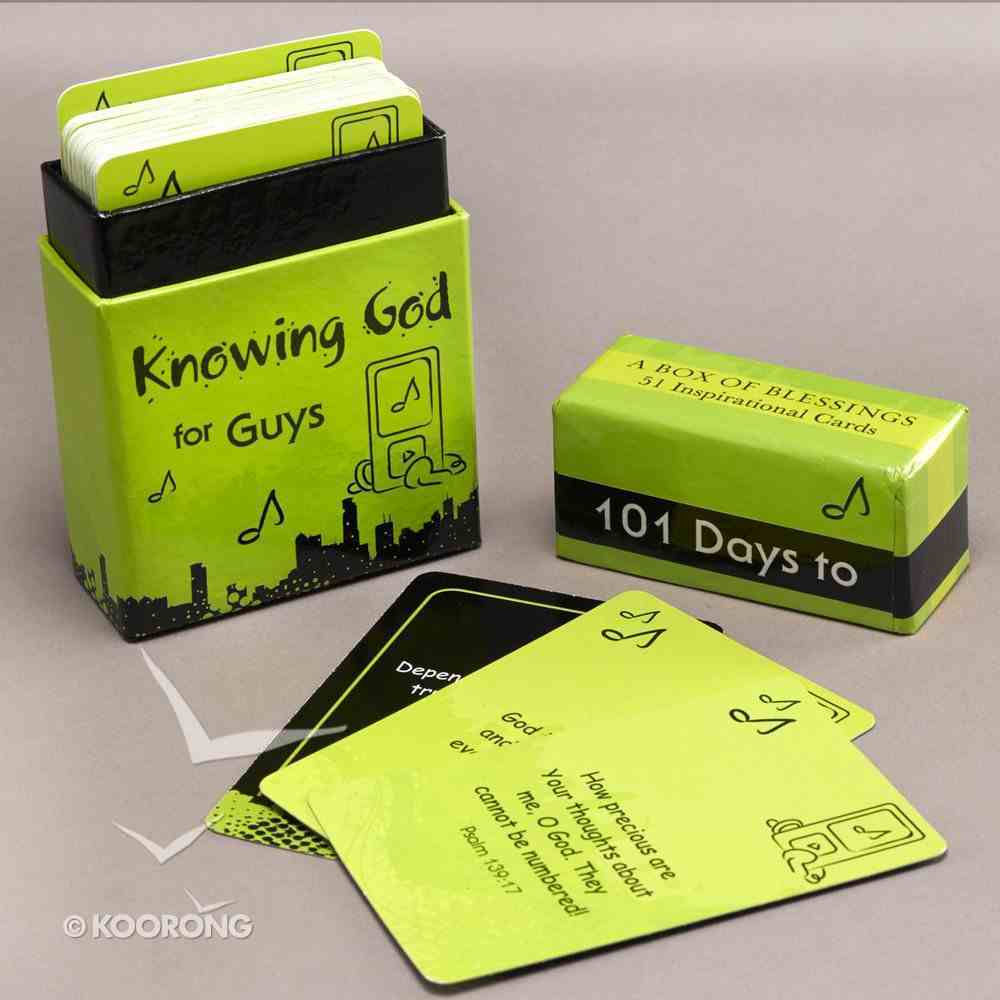 Knowing God
for Guys
A BOX OF BLESSINGS
51 Inspirational Cards
101 Days to
God
How precious are
Your thoughts about
me, O God. They
cannot be numbered!
Psalm 139:17
© KOORONG